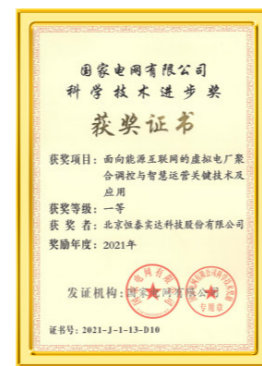 国家电网有限公司
科学技术进步奖
获奖证书
获奖项目：面向能源互联网的虚拟电厂聚
合调控与智慧运营关键技术及
应用
获奖等级：一等
获奖者：北京恒泰实达科技股份有限公司
奖励年度：2021年
发证机构：国家电网有限公司
专用章
证书号：2021-J-1-13-D10